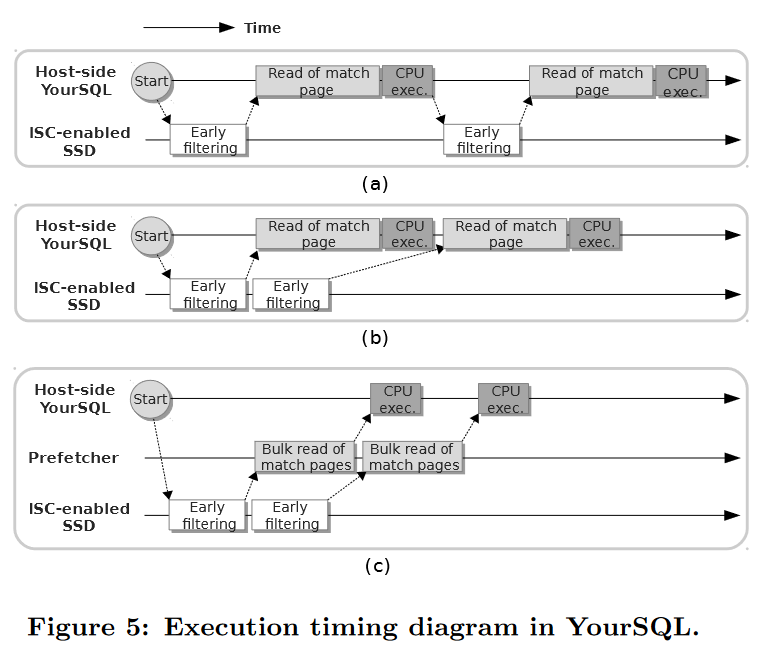 Time
Host-side
YourSQL
Start
Read of match
page
CPU
exec.
Read of match
page
CPU
exec.
ISC-enabled
SSD
Early
filtering
Early
filtering
(a)
Host-side
YourSQL
Start
Read of match
page
CPU
exec.
Read of match
page
CPU
exec.
ISC-enabled
SSD
Early
filtering
Early
filtering
(b)
Host-side
YourSQL
Start
CPU
exec.
CPU
exec.
Prefetcher
Bulk read of
match pages
Bulk read of
match pages
ISC-enabled
SSD
Early
filtering
Early
filtering
(c)
Figure 5: Execution timing diagram in YourSQL.